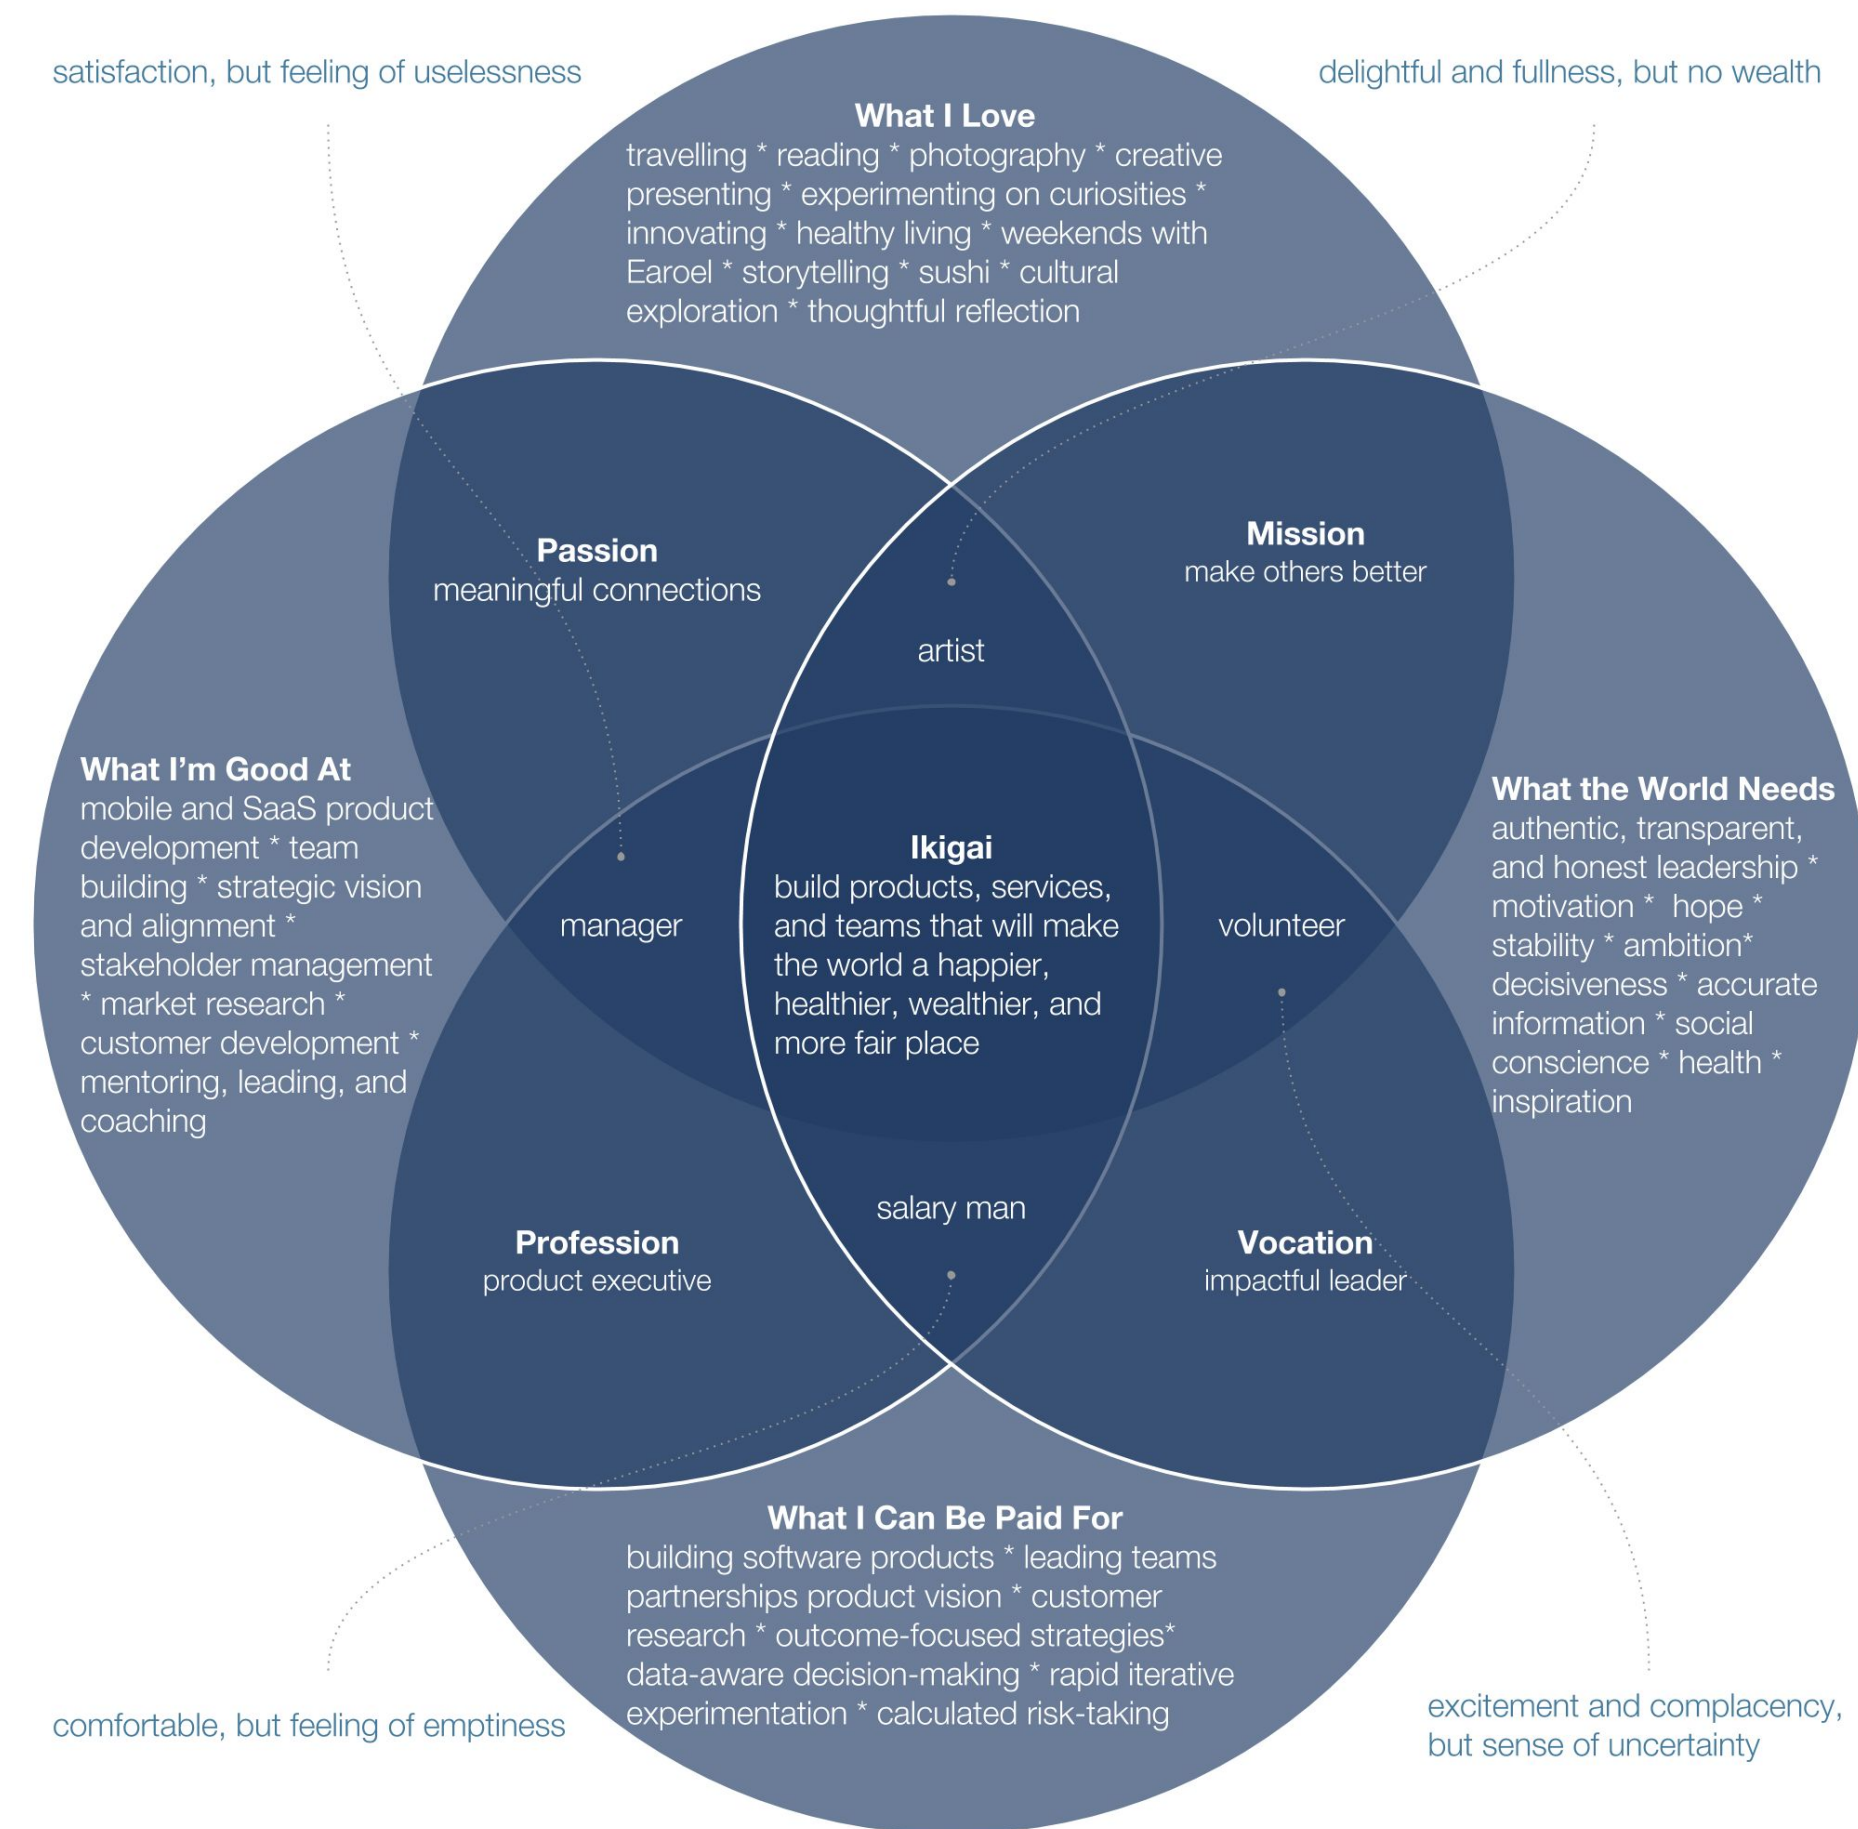 satisfaction, but feeling of uselessness
delightful and fullness, but no wealth
What I Love
travelling * reading * photography * creative
presenting * experimenting on curiosities *
innovating * healthy living * weekends with
Earoel * storytelling * sushi * cultural
exploration * thoughtful reflection
Passion
meaningful connections
Mission
make others better
artist
What I'm Good At
mobile and SaaS product
development * team
building * strategic vision
and alignment *
stakeholder management
* market research *
customer development *
mentoring, leading, and
coaching
manager
Ikigai
build products, services,
and teams that will make
the world a happier,
healthier, wealthier, and
more fair place
volunteer
What the World Needs
authentic, transparent,
and honest leadership *
motivation *  hope *
stability * ambition*
decisiveness * accurate
information * social
conscience * health *
inspiration
salary man
Profession
product executive
Vocation
impactful leader
What I Can Be Paid For
building software products * leading teams
partnerships product vision * customer
research * outcome-focused strategies*
data-aware decision-making * rapid iterative
experimentation * calculated risk-taking
comfortable, but feeling of emptiness
excitement and complacency,
but sense of uncertainty